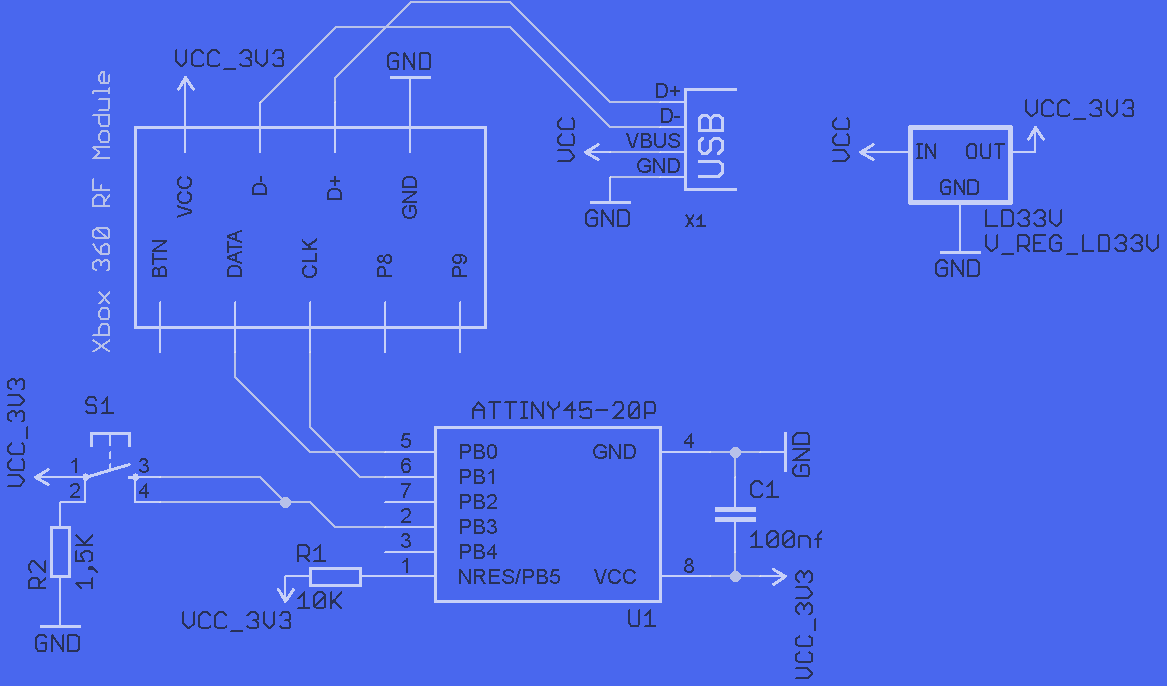 VCC_3V3
GND
Xbox 360 RF Module
VCC
D-
D+
GND
BTN
DATA
CLK
P8
P9
D+
D-
VBUS
GND
USB
VCC
GND
X1
VCC
IN
OUT
GND
VCC_3V3
LD33V
V_REG_LD33V
GND
VCC_3V3
S1
1
2
3
4
R2
1,5K
GND
ATTINY45-20P
5
6
7
2
3
1
PB0
PB1
PB2
PB3
PB4
NRES/PB5
GND
VCC
4
8
U1
R1
10K
VCC_3V3
GND
C1
100nf
VCC_3V3